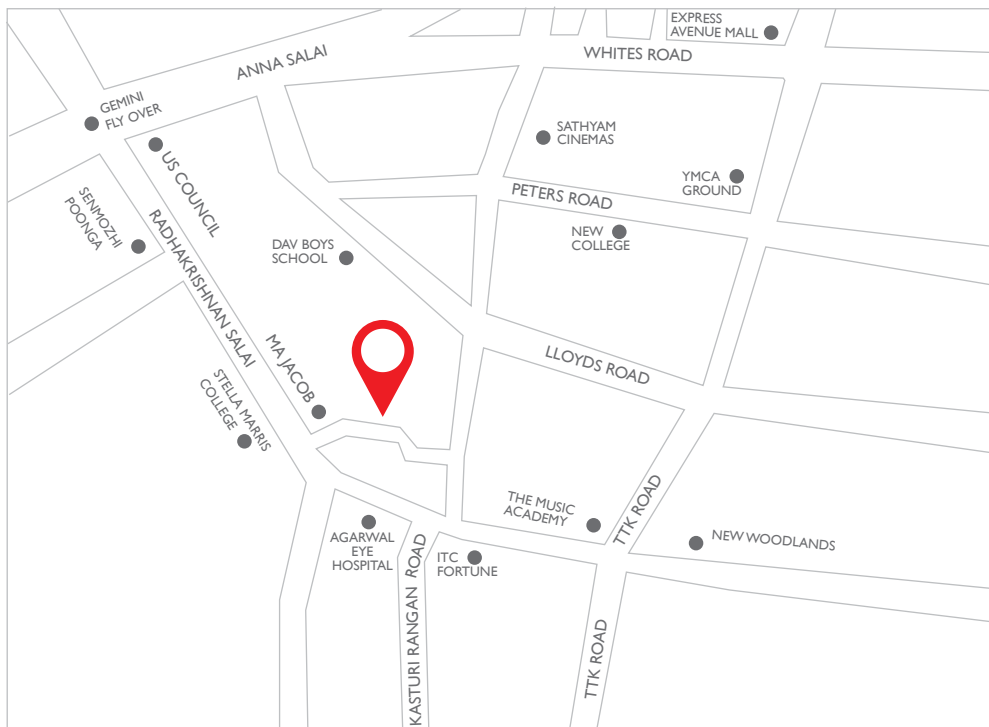 EXPRESS
AVENUE MALL
ANNA SALAI
WHITES ROAD
GEMINI
FLY OVER
US COUNCIL
SATHYAM
CINEMAS
YMCA
GROUND
PETERS ROAD
SENMOZHI
POONGA
RADHAKRISHNAN SALAI
DAV BOYS
SCHOOL
NEW
COLLEGE
MA JACOB
LLOYDS ROAD
STELLA MARRIS
COLLEGE
THE MUSIC
ACADEMY
TTK ROAD
NEW WOODLANDS
AGARWAL
EYE
HOSPITAL
KASTURI RANGAN ROAD
ITC
FORTUNE
TTK ROAD